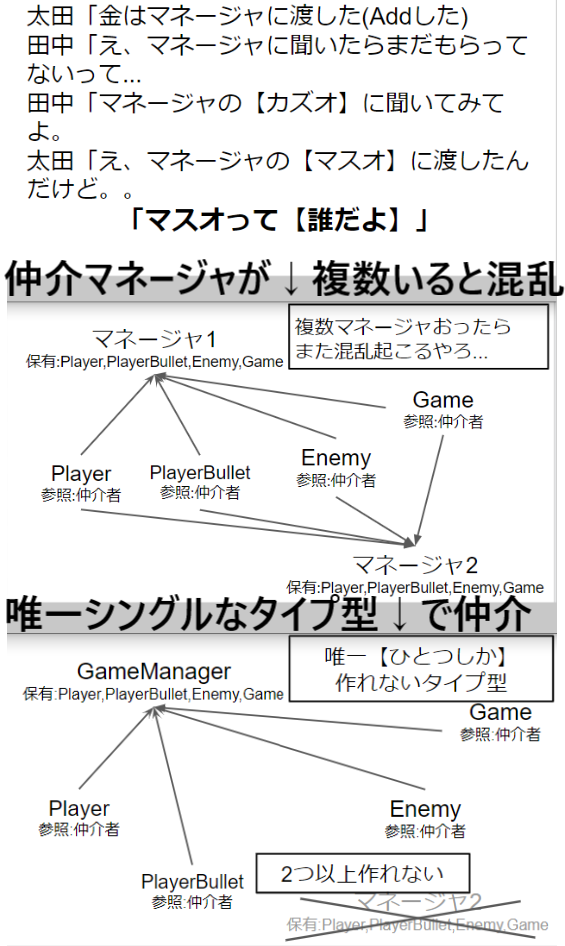 太田「金はマネージャに渡した(Addした)
田中「え、マネージャに聞いたらまだもらって
ないって...
田中「マネージャの【カズオ】に聞いてみて
よ。
太田「え、マネージャの【マスオ】に渡したん
だけど。。
「マスオって【誰だよ】」
仲介マネージャが↓複数いると混乱
マネージャ1
保有:Player,PlayerBullet,Enemy,Game
複数マネージャおったら
また混乱起こるやろ...
Game
参照:仲介者
Player
参照:仲介者
PlayerBullet
参照:仲介者
Enemy
参照:仲介者
マネージャ2
保有:Player,PlayerBullet,Enemy,Game
唯一シングルなタイプ型↓で仲介
GameManager
保有:Player,PlayerBullet,Enemy,Game
唯一【ひとつしか】
作れないタイプ型
Game
参照:仲介者
Player
参照:仲介者
Enemy
参照:仲介者
PlayerBullet
参照:仲介者
2つ以上作れない
マネージャ2
保有:Player,PlayerBullet,Enemy,Game